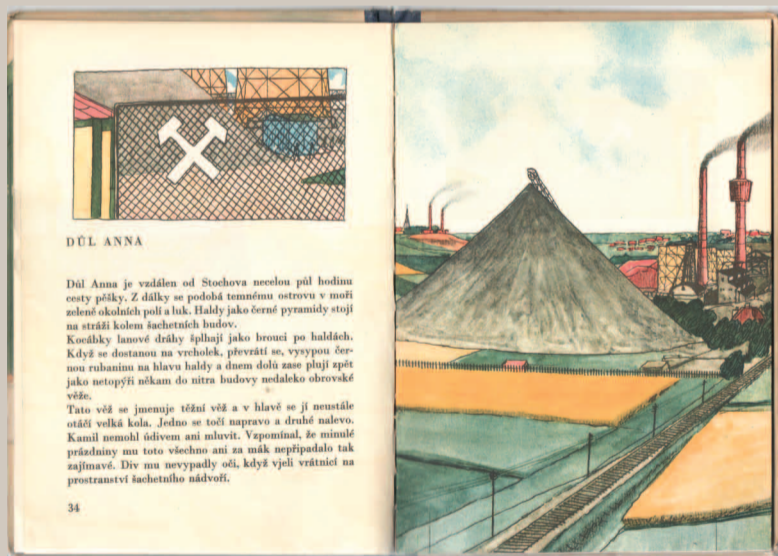 DŮL ANNA
Důl Anna je vzdálen od Stochova necelou půl hodinu
cesty pěšky. Z dálky se podobá temnému ostrovu v moři
zeleně okolních polí a luk. Haldy jako černé pyramidy stojí
na stráži kolem šachetních budov.
Kocábky lanové dráhy šplhají jako brouci po haldách.
Když se dostanou na vrcholek, převrátí se, vysypou čer-
nou rubaninu na hlavu haldy a dnem dolů zase plují zpět
jako netopýři někam do nitra budovy nedaleko obrovské
věže.
Tato věž se jmenuje těžní věž a v hlavě se jí neustále
otáčí velká kola. Jedno se točí napravo a druhé nalevo.
Kamil nemohl údivem ani mluvit. Vzpomínal, že minulé
prázdniny mu toto všechno ani za mák nepřipadalo tak
zajímavé. Div mu nevypadly oči, když vjeli vrátnicí na
prostranství šachetního nádvoří.
34